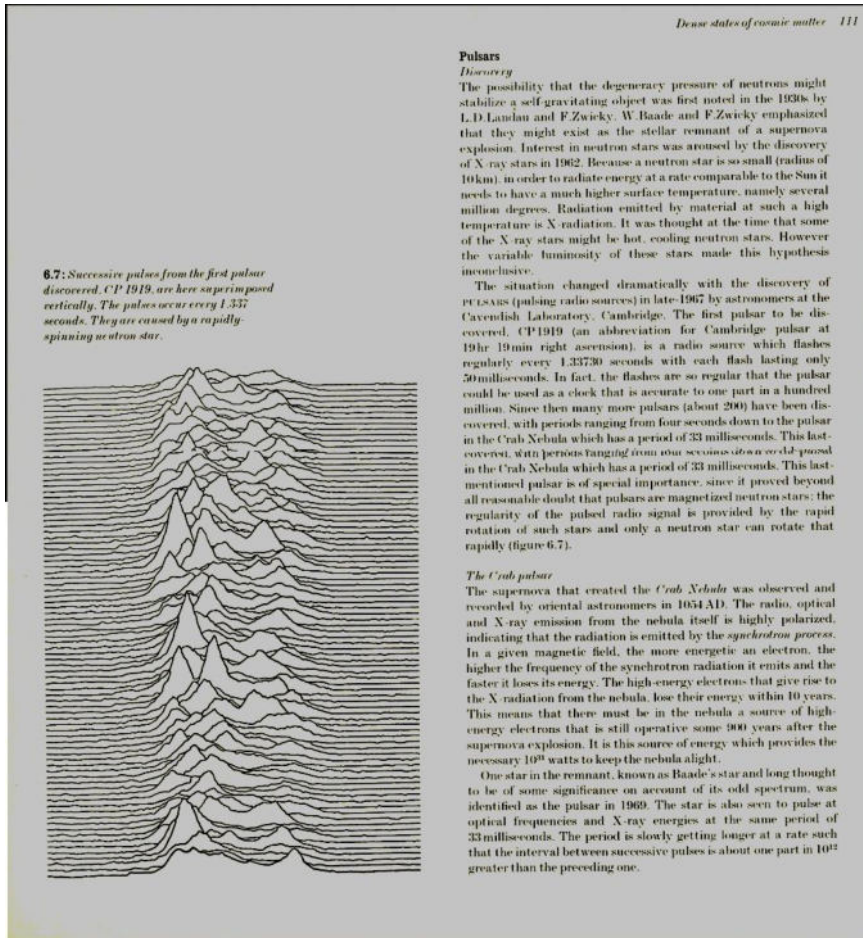 Dense states of cosmic matter 111
Pulsars
Discovery
The possibility that the degeneracy pressure of neutrons might
stabilize a self-gravitating object was first noted in the 1930s by
L.D.Landau and F.Zwicky. W.Baade and F.Zwicky emphasized
that they might exist as the stellar remnant of a supernova
explosion. Interest in neutron stars was aroused by the discovery
of X-ray stars in 1962. Because a neutron star is so small (radius of
10km), in order to radiate energy at a rate comparable to the Sun it
needs to have a much higher surface temperature, namely several
million degrees. Radiation emitted by material at such a high
temperature is X-radiation. It was thought at the time that some
of the X-ray stars might be hot, cooling neutron stars. However
the variable luminosity of these stars made this hypothesis
inconclusive.
The situation changed dramatically with the discovery of
PULSARS (pulsing radio sources) in late-1967 by astronomers at the
Cavendish Laboratory, Cambridge. The first pulsar to be dis-
covered, CP1919 (an abbreviation for Cambridge pulsar at
19hr 19min right ascension), is a radio source which flashes
regularly every 1.33730 seconds with each flash lasting only
50milliseconds. In fact, the flashes are so regular that the pulsar
could be used as a clock that is accurate to one part in a hundred
million. Since then many more pulsars (about 200) have been dis-
covered, with periods ranging from four seconds down to the pulsar
in the Crab Nebula which has a period of 33 milliseconds. This last-
covered, with periods ranging from four seconds down to
in the Crab Nebula which has a period of 33 milliseconds. This last-
mentioned pulsar is of special importance, since it proved beyond
all reasonable doubt that pulsars are magnetized neutron stars; the
regularity of the pulsed radio signal is provided by the rapid
rotation of such stars and only a neutron star can rotate that
rapidly (figure 6.7).
The Crab pulsar
The supernova that created the Crab Nebula was observed and
recorded by oriental astronomers in 1054 AD. The radio, optical
and X-ray emission from the nebula itself is highly polarized,
indicating that the radiation is emitted by the synchrotron process.
In a given magnetic field, the more energetic an electron, the
higher the frequency of the synchrotron radiation it emits and the
faster it loses its energy. The high-energy electrons that give rise to
the X-radiation from the nebula, lose their energy within 10 years.
This means that there must be in the nebula a source of high-
energy electrons that is still operative some 900 years after the
supernova explosion. It is this source of energy which provides the
necessary 10³¹ watts to keep the nebula alight.
One star in the remnant, known as Baade's star and long thought
to be of some significance on account of its odd spectrum, was
identified as the pulsar in 1969. The star is also seen to pulse at
optical frequencies and X-ray energies at the same period of
33milliseconds. The period is slowly getting longer at a rate such
that the interval between successive pulses is about one part in 10¹²
greater than the preceding one.
6.7: Successive pulses from the first pulsar
discovered, CP 1919, are here superimposed
vertically. The pulses occur every 1.337
seconds. They are caused by a rapidly-
spinning neutron star.